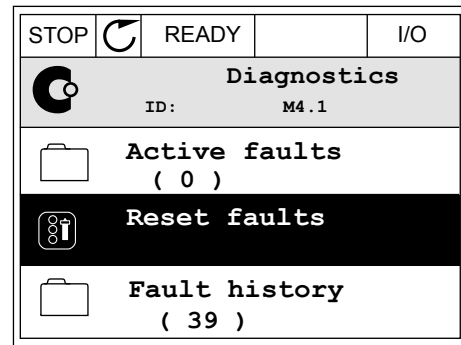 STOP READY I/O
Diagnostics
ID: M4.1
Active faults
( 0 )
Reset faults
Fault history
( 39 )